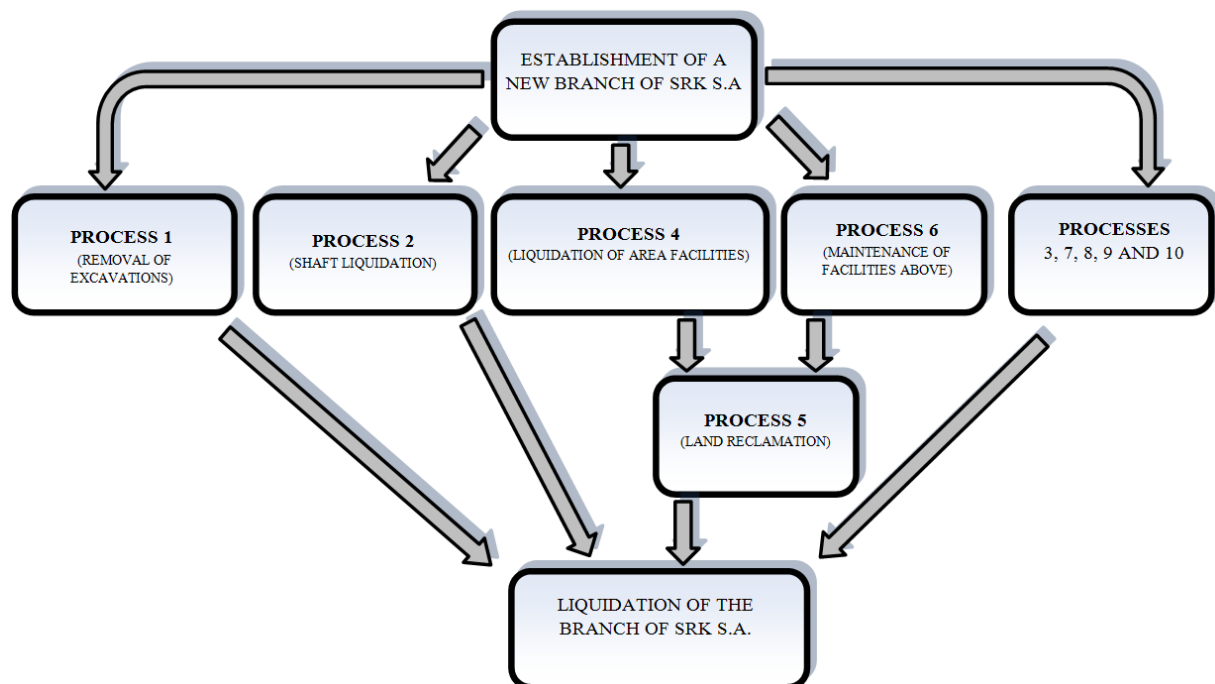 ESTABLISHMENT OF A
NEW BRANCH OF SRK S.A
PROCESS 1
(REMOVAL OF
EXCAVATIONS)
PROCESS 2
(SHAFT LIQUIDATION)
PROCESS 4
(LIQUIDATION OF AREA FACILITIES)
PROCESS 6
(MAINTENANCE OF
FACILITIES ABOVE)
PROCESSES
3, 7, 8, 9 AND 10
PROCESS 5
(LAND RECLAMATION)
LIQUIDATION OF THE
BRANCH OF SRK S.A.